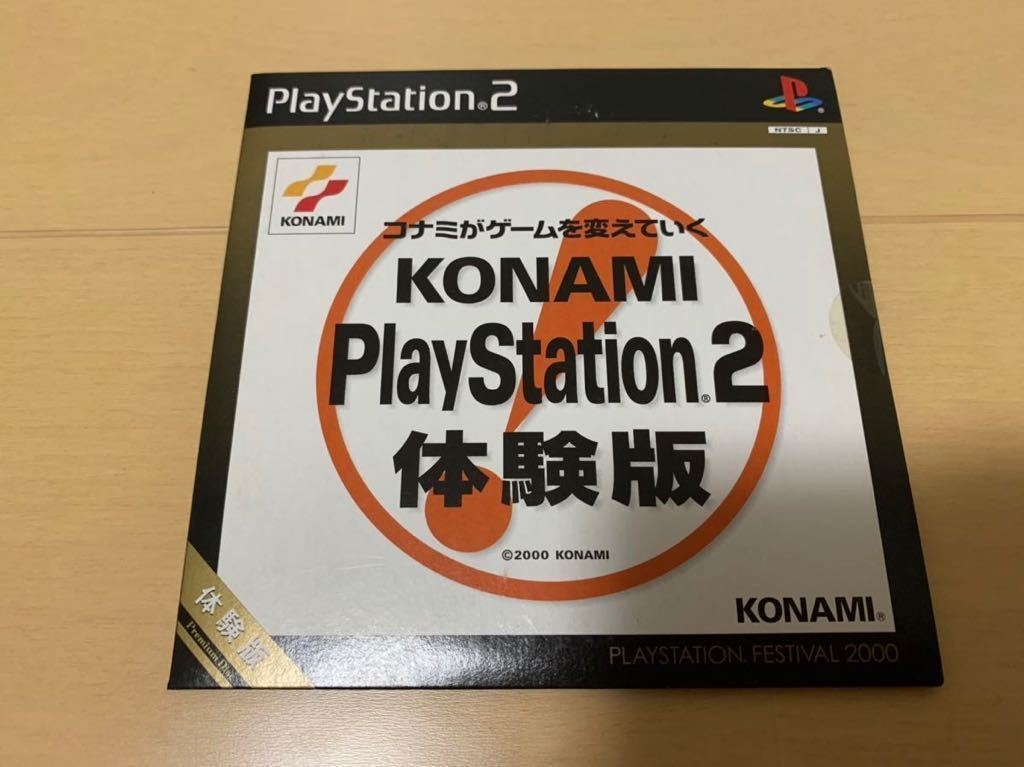 PlayStation®2
NTSC J
KONAMI
コナミがゲームを変えていく
KONAMI
PlayStation®2
体験版
©2000 KONAMI
KONAMI®
体験版
Premium Disc
PLAYSTATION® FESTIVAL 2000